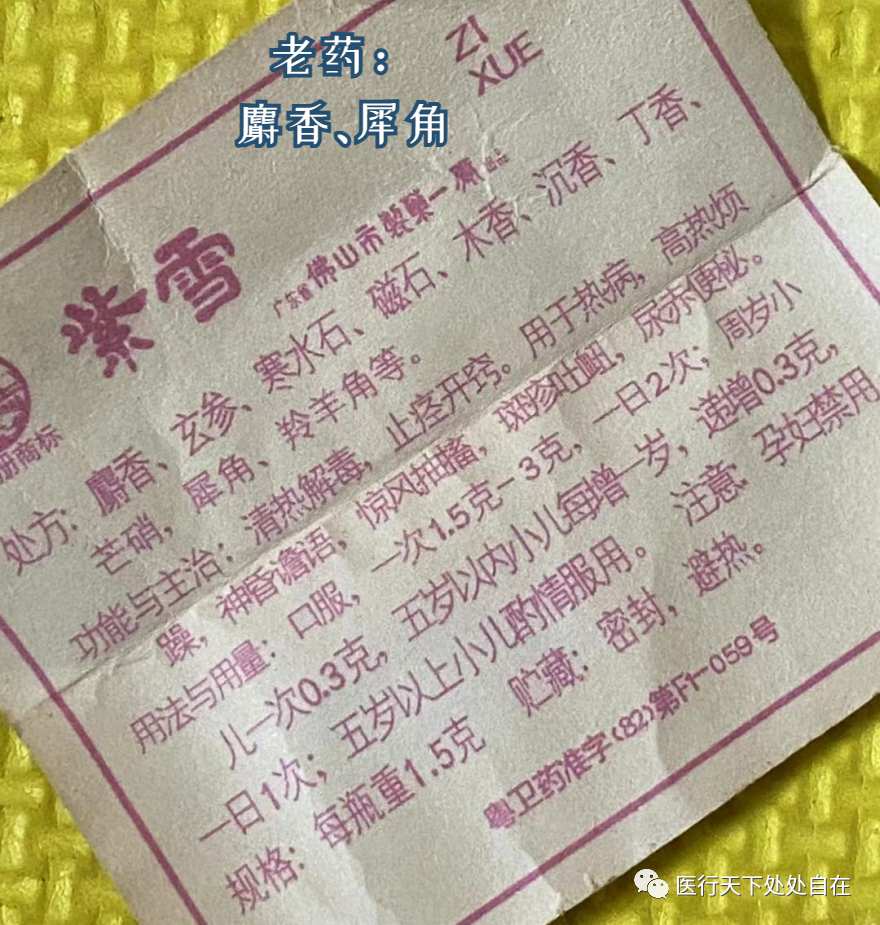 老药：
麝香、犀角
ZI
XUE
紫雪
广东省佛山市製藥一厰出品
册商标
处方：麝香、玄参、寒水石、磁石、木香、沉香、丁香、
芒硝，犀角、羚羊角等。
功能与主治：清热解毒，止疼开窍。用于热病，高热烦
躁，神昏谵语、惊风抽搐，斑疹吐衄，尿赤便秘。
用法与用量：口服，一次1.5克-3克，一日2次；周岁小
儿一次0.3克，五岁以内小儿每增一岁，递增0.3克，
一日1次；五岁以上小儿酌情服用。注意：孕妇禁用
规格：每瓶重1.5克 贮藏：密封，避热。
粤卫药准字(82)第Fi-059号
医行天下处处自在